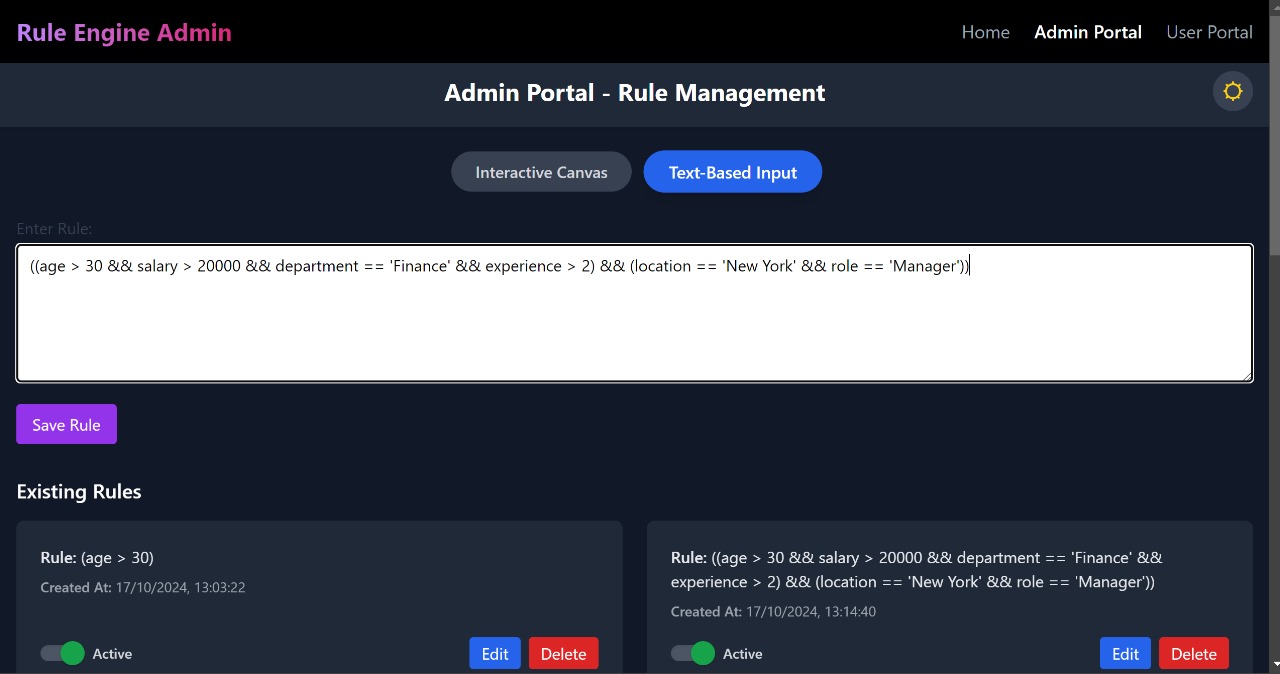 Rule Engine Admin
Home Admin Portal User Portal
Admin Portal - Rule Management
Interactive Canvas Text-Based Input
Enter Rule:
((age > 30 && salary > 20000 && department == 'Finance' && experience > 2) && (location == 'New York' && role == 'Manager'))
Save Rule
Existing Rules
Rule: (age > 30)
Created At: 17/10/2024, 13:03:22
Active Edit Delete
Rule: ((age > 30 && salary > 20000 && department == 'Finance' &&
experience > 2) && (location == 'New York' && role == 'Manager'))
Created At: 17/10/2024, 13:14:40
Active Edit Delete